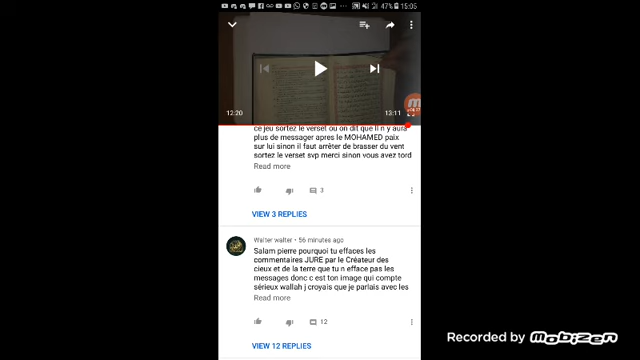 47% 15:05
12:20
13:11
ce jeu sortez le verset ou on dit que Il n y aura
plus de messager apres le MOHAMED paix
sur lui sinon il faut arrêter de brasser du vent
sortez le verset svp merci sinon vous avez tord
Read more
3
VIEW 3 REPLIES
Walter walter • 56 minutes ago
Salam pierre pourquoi tu effaces les
commentaires JURE par le Créateur des
cieux et de la terre que tu n efface pas les
messages donc c est ton image qui compte
sérieux wallah j croyais que je parlais avec les
Read more
12
VIEW 12 REPLIES
Recorded by mobizen